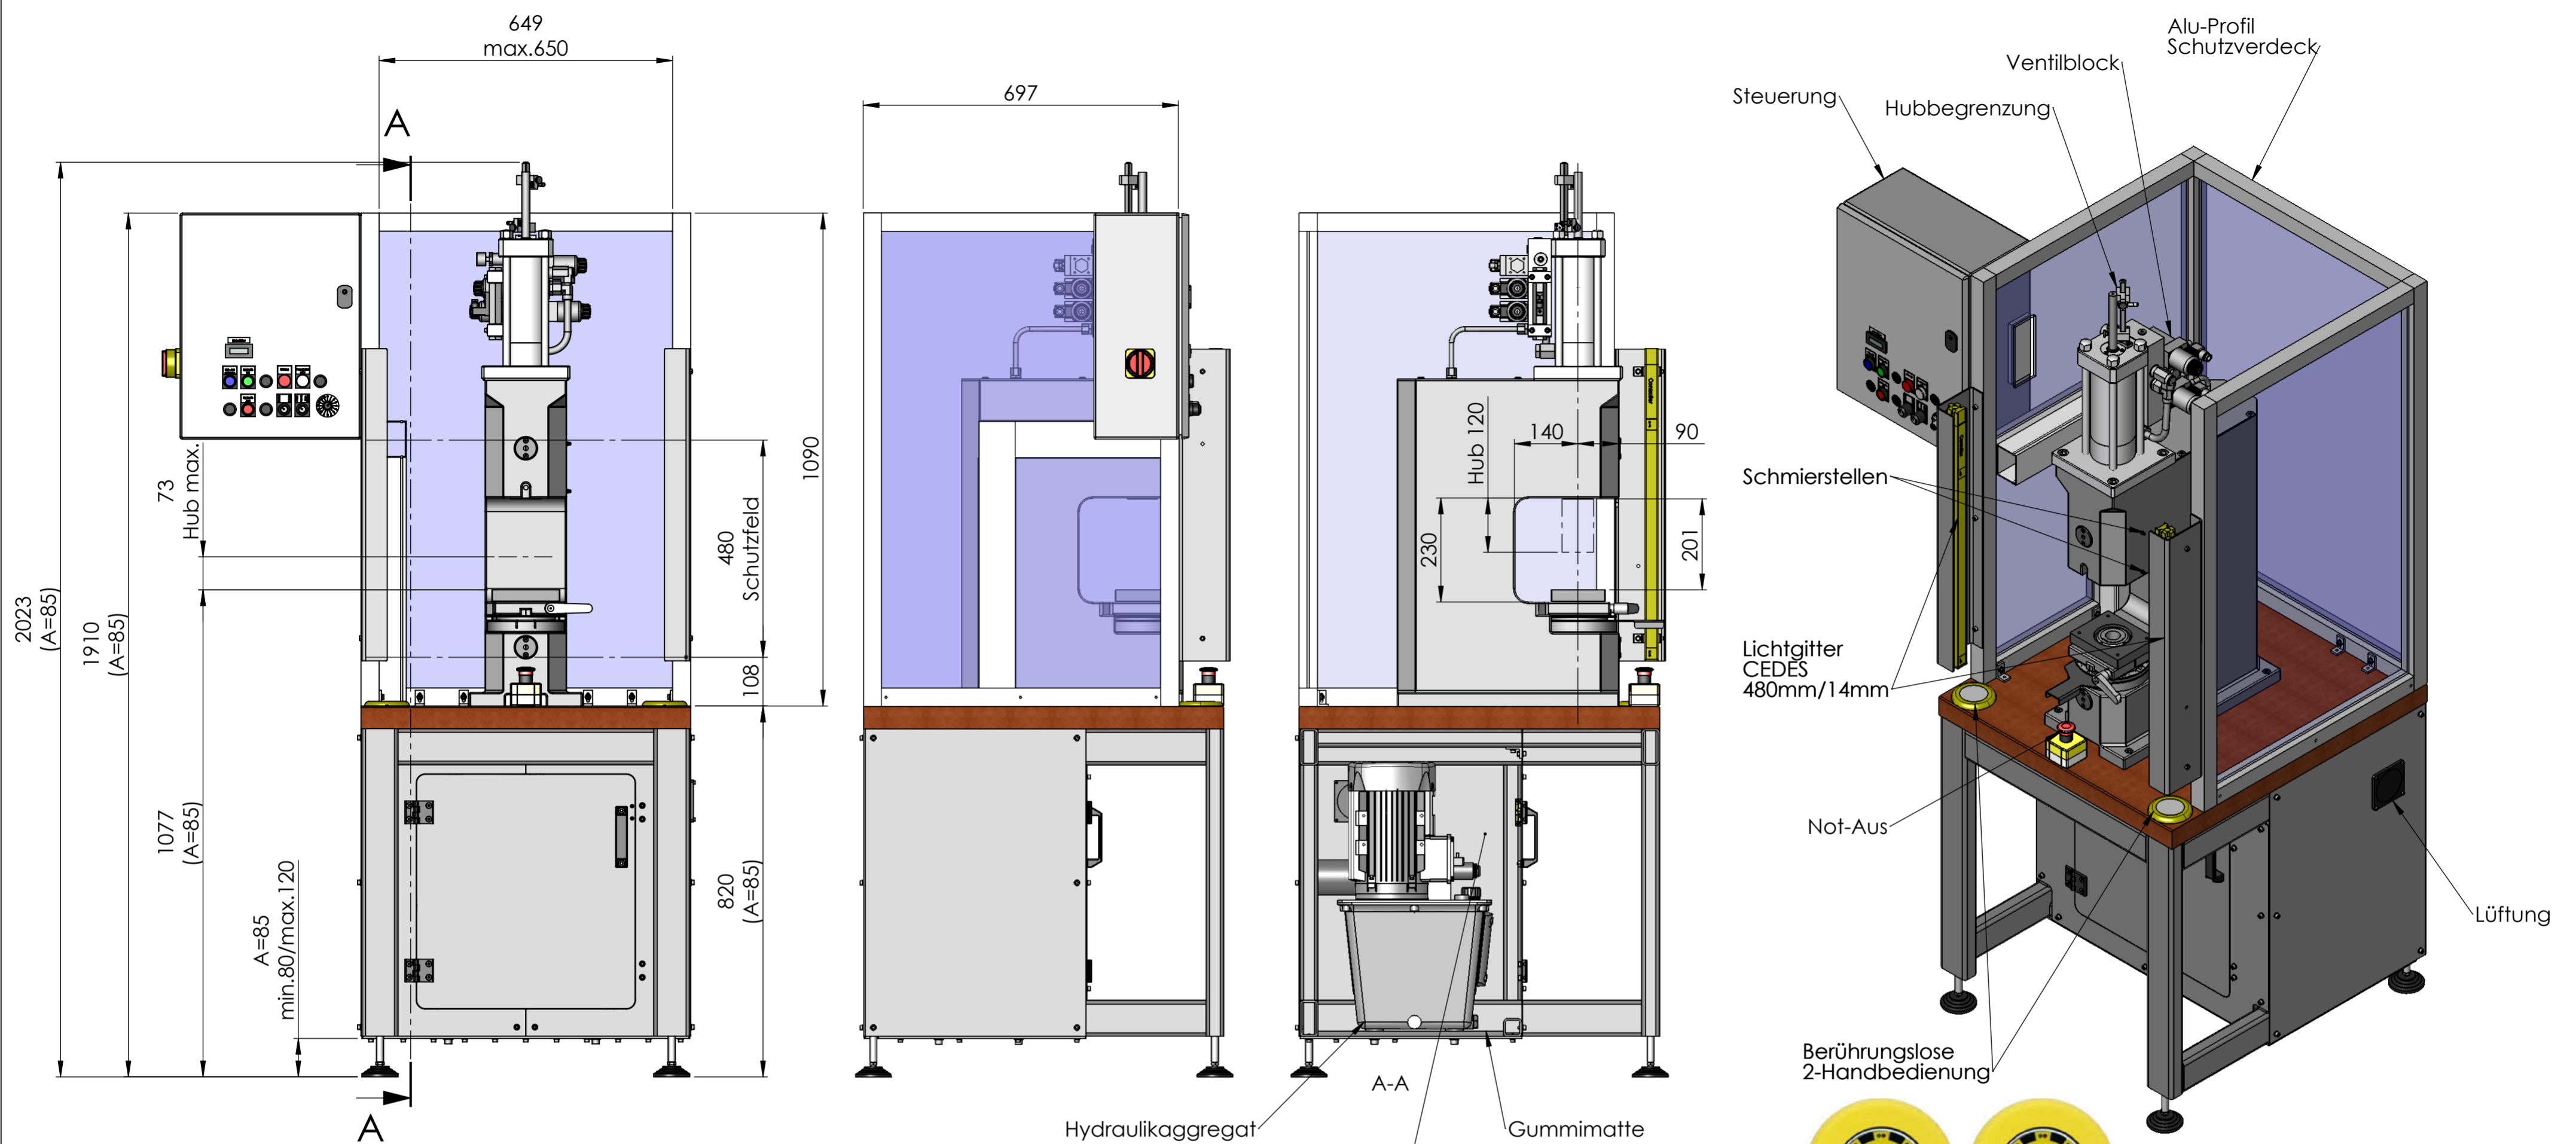 649
max.650
A
2023
(A=85)
1910
(A=85)
73
Hub max.
1077
(A=85)
A=85
min.80/max.120
1090
480
Schutzfeld
108
820
(A=85)
A
697
Hub 120
140
90
230
201
A-A
Hydraulikaggregat
Gummimatte
Alu-Profil
Schutzverdeck
Ventilblock
Steuerung
Hubbegrenzung
Schmierstellen
Lichtgitter
CEDES
480mm/14mm
Not-Aus
Lüftung
Berührungslose
2-Handbedienung